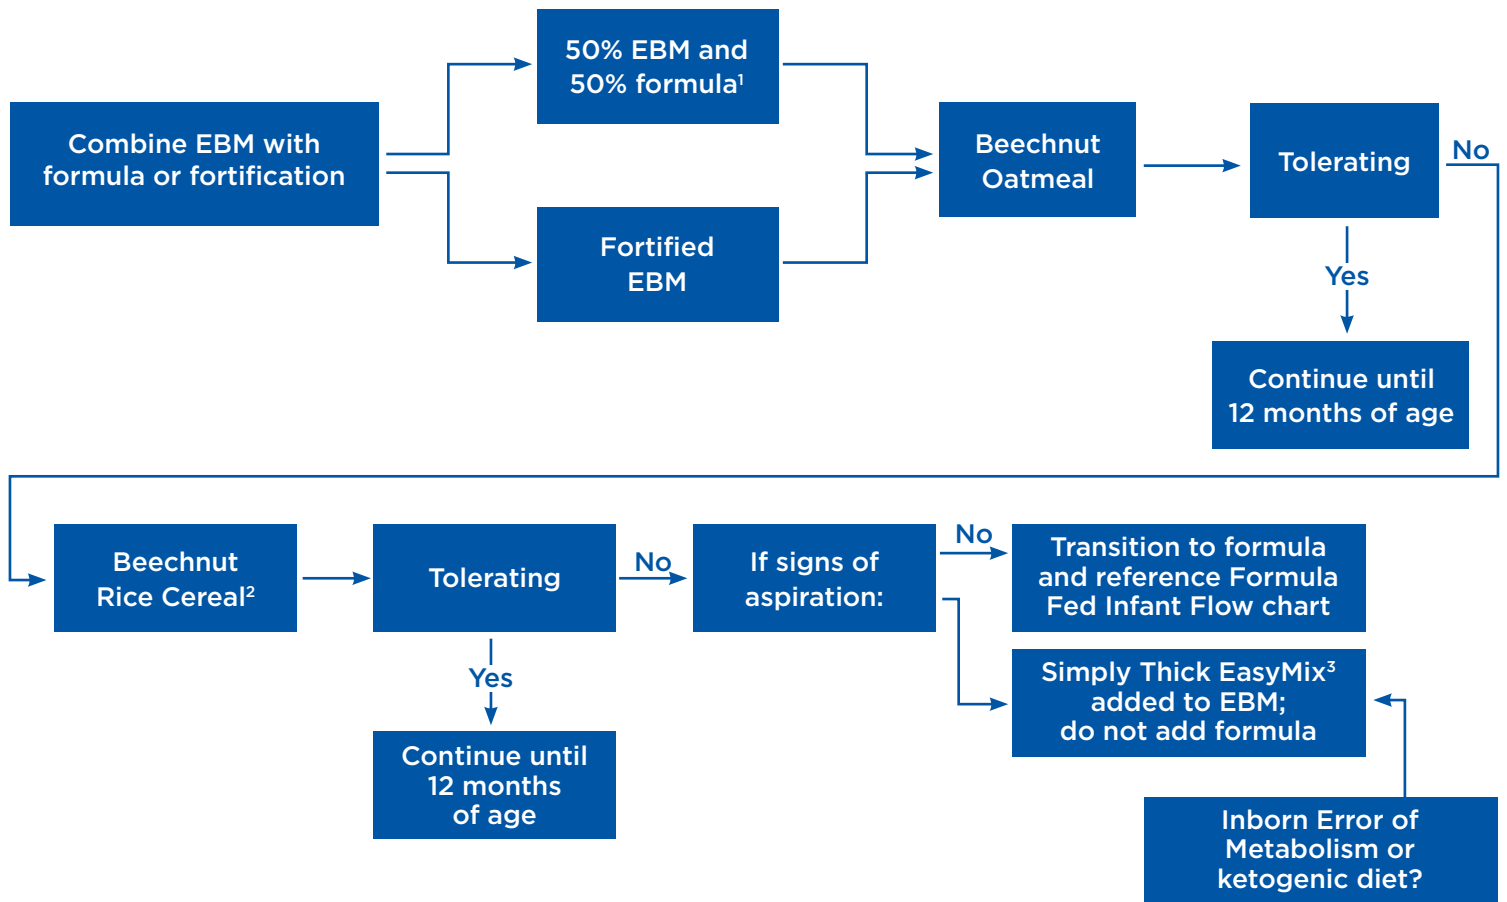 Combine EBM with
formula or fortification
50% EBM and
50% formula¹
Fortified
EBM
Beechnut
Oatmeal
Tolerating
No
Yes
Continue until
12 months of age
Beechnut
Rice Cereal²
Tolerating
No
Yes
Continue until
12 months
of age
If signs of
aspiration:
No
Transition to formula
and reference Formula
Fed Infant Flow chart
Simply Thick EasyMix³
added to EBM;
do not add formula
Inborn Error of
Metabolism or
ketogenic diet?